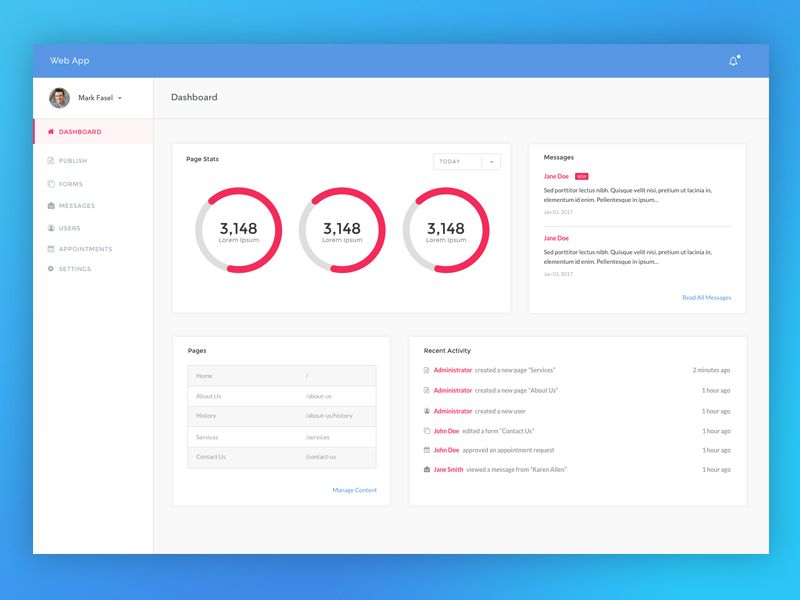 Web App
Mark Fasel
Dashboard
DASHBOARD
PUBLISH
FORMS
MESSAGES
USERS
APPOINTMENTS
SETTINGS
Page Stats
TODAY
3,148
Lorem Ipsum
3,148
Lorem Ipsum
3,148
Lorem Ipsum
Messages
Jane Doe NEW
Sed porttitor lectus nibh. Quisque velit nisi, pretium ut lacinia in,
elementum id enim. Pellentesque in ipsum...
Jan 03, 2017
Jane Doe
Sed porttitor lectus nibh. Quisque velit nisi, pretium ut lacinia in,
elementum id enim. Pellentesque in ipsum...
Jan 03, 2017
Read All Messages
Pages
Home /
About Us /about-us
History /about-us/history
Services /services
Contact Us /contact-us
Manage Content
Recent Activity
Administrator created a new page "Services" 2 minutes ago
Administrator created a new page "About Us" 1 hour ago
Administrator created a new user 1 hour ago
John Doe edited a form "Contact Us" 1 hour ago
John Doe approved an appointment request 1 hour ago
Jane Smith viewed a message from "Karen Allen" 1 hour ago